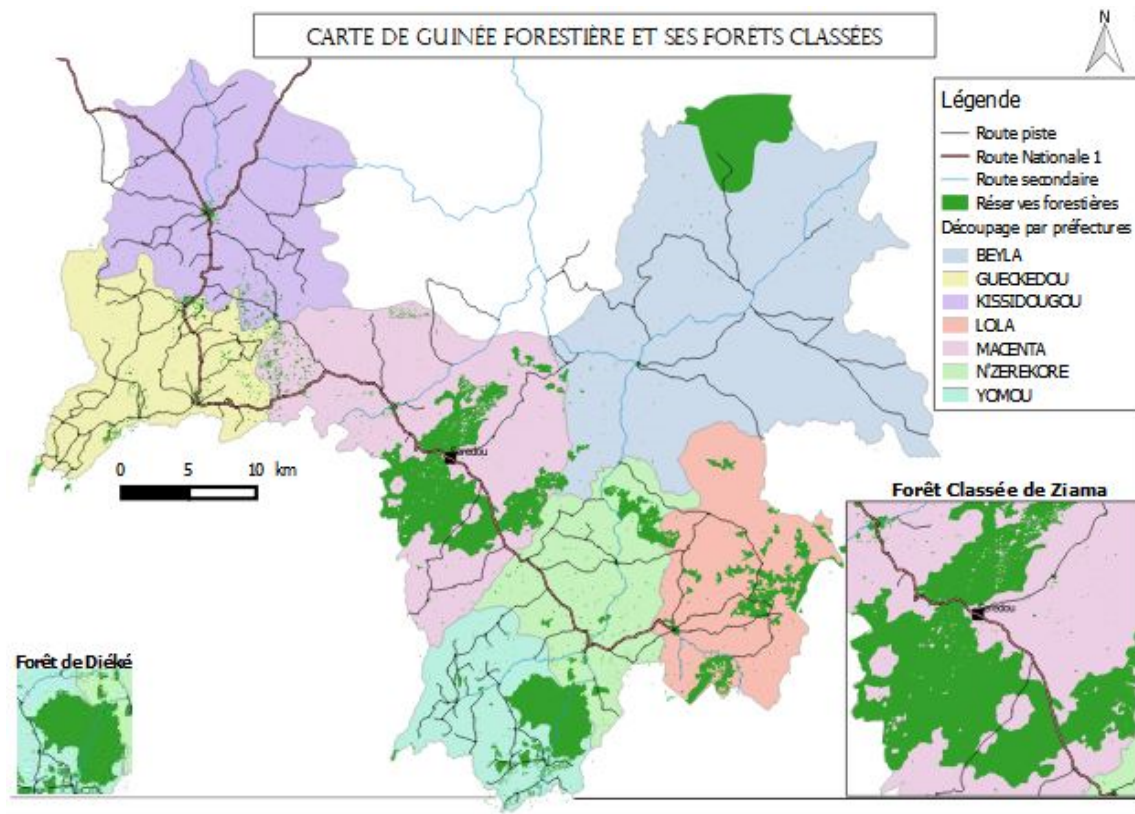 CARTE DE GUINÉE FORESTIÈRE ET SES FORÊTS CLASSÉES
N
Légende
Route piste
Route Nationale 1
Route secondaire
Réserves forestières
Découpage par préfectures
BEYLA
GUECKEDOU
KISSIDOUGOU
LOLA
MACENTA
N'ZEREKORE
YOMOU
0 5 10 km
Forêt Classée de Ziama
Forêt de Diéké